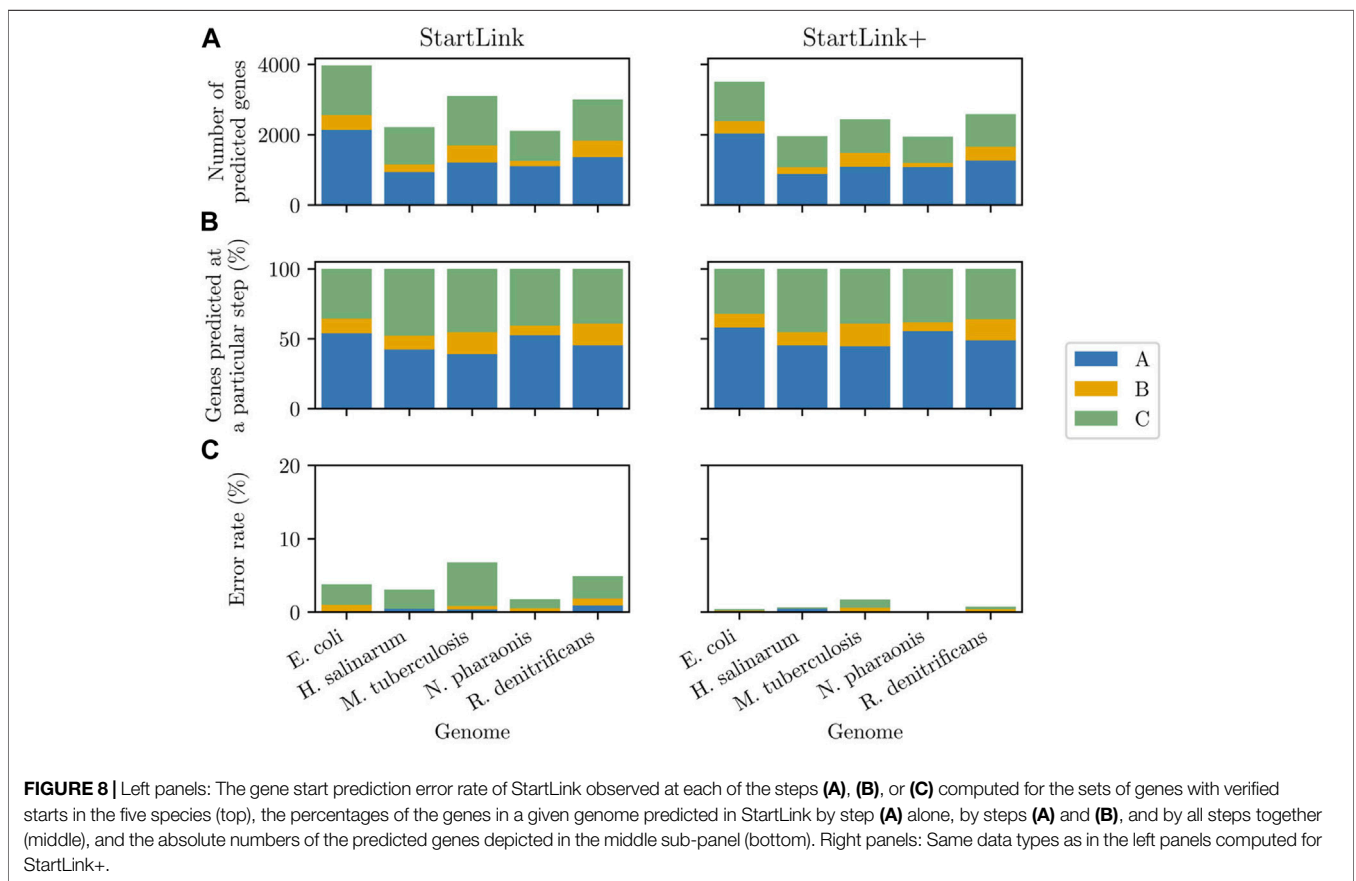 A
StartLink
StartLink+
Number of
predicted genes
4000
2000
0
B
Genes predicted at
a particular step (%)
100
50
0
A
B
C
C
Error rate (%)
20
10
0
E. coli
H. salinarum
M. tuberculosis
N. pharaonis
R. denitrificans
Genome
E. coli
H. salinarum
M. tuberculosis
N. pharaonis
R. denitrificans
Genome
FIGURE 8 | Left panels: The gene start prediction error rate of StartLink observed at each of the steps (A), (B), or (C) computed for the sets of genes with verified
starts in the five species (top), the percentages of the genes in a given genome predicted in StartLink by step (A) alone, by steps (A) and (B), and by all steps together
(middle), and the absolute numbers of the predicted genes depicted in the middle sub-panel (bottom). Right panels: Same data types as in the left panels computed for
StartLink+.